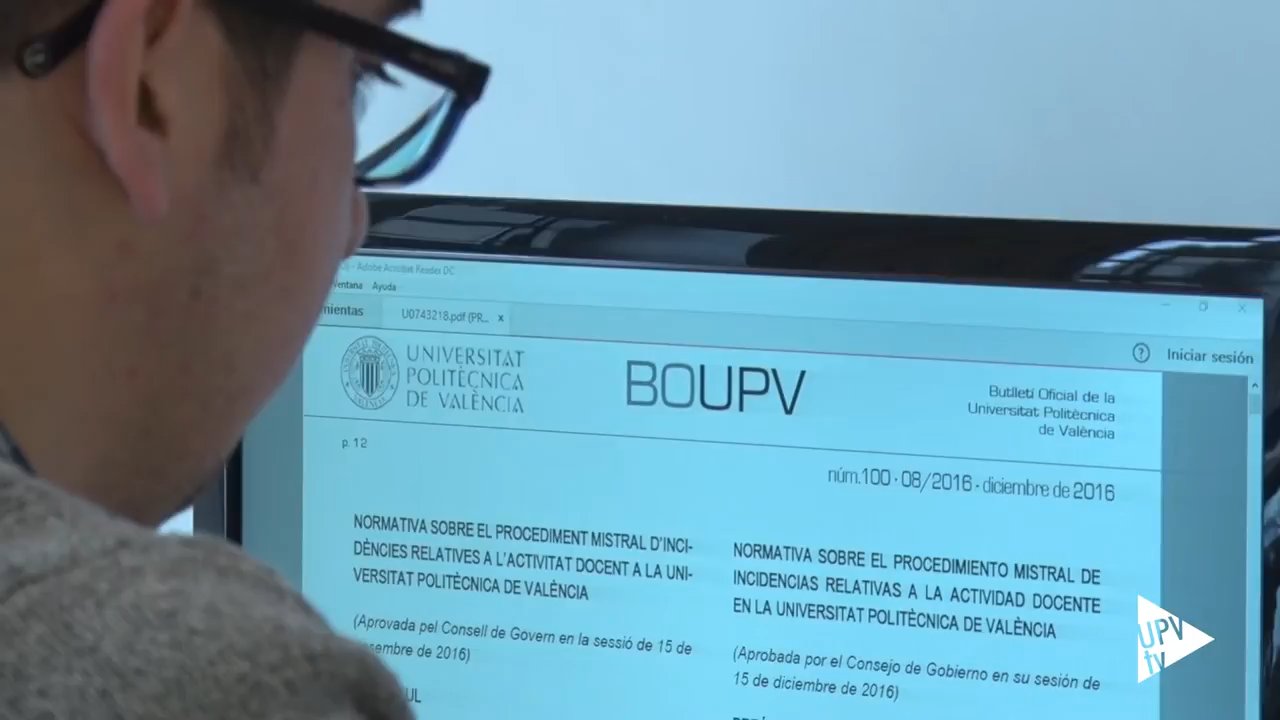 - Adobe Acrobat Reader DC
Ventana Ayuda
mientas
U0743218.pdf (PR... x
? Iniciar sesión
UNIVERSITAT
POLITÈCNICA
DE VALÈNCIA
BOUPV
Butlletí Oficial de la
Universitat Politècnica
de València
p. 12
núm.100 · 08/2016 · diciembre de 2016
NORMATIVA SOBRE EL PROCEDIMENT MISTRAL D'INCI-
DÈNCIES RELATIVES A L'ACTIVITAT DOCENT A LA UNI-
VERSITAT POLITÈCNICA DE VALÈNCIA
(Aprovada pel Consell de Govern en la sessió de 15 de
sembre de 2016)
UL
NORMATIVA SOBRE EL PROCEDIMIENTO MISTRAL DE
INCIDENCIAS RELATIVAS A LA ACTIVIDAD DOCENTE
EN LA UNIVERSITAT POLITÈCNICA DE VALÈNCIA
(Aprobada por el Consejo de Gobierno en su sesión de
15 de diciembre de 2016)
UPV
tv